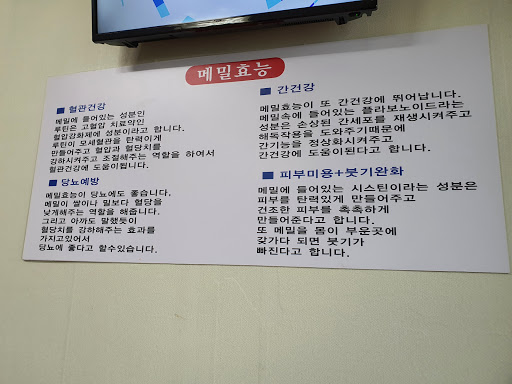 메밀효능
■ 혈관건강
메밀에 들어있는 성분인
루틴은 고혈압 치료약인
혈압강화제에 성분이라고 합니다.
루틴이 모세혈관을 탄력이게
만들어주고 혈압과 혈당치를
강하시켜주고 조절해주는 역할을 하여서
혈관건강에 도움이됩니다.
■ 당뇨예방
메밀효능이 당뇨에도 좋습니다.
메밀이 쌀이나 밀보다 혈당을
낮게해주는 역할을 해줍니다.
그리고 아까도 말했듯이
혈당치를 강하해주는 효과를
가지고있어서
당뇨에 좋다고 할수있습니다.
■ 간건강
메밀효능이 또 간건강에 뛰어납니다.
메밀속에 들어있는 플라보노이드라는
성분은 손상된 간세포를 재생시켜주고
해독작용을 도와주기때문에
간기능을 정상화시켜주고
간건강에 도움이된다고 합니다.
■ 피부미용+붓기완화
메밀에 들어있는 시스틴이라는 성분은
피부를 탄력있게 만들어주고
건조한 피부를 촉촉하게
만들어준다고 합니다.
또 메밀을 몸이 부운곳에
갖가다 되면 붓기가
빠진다고 합니다.